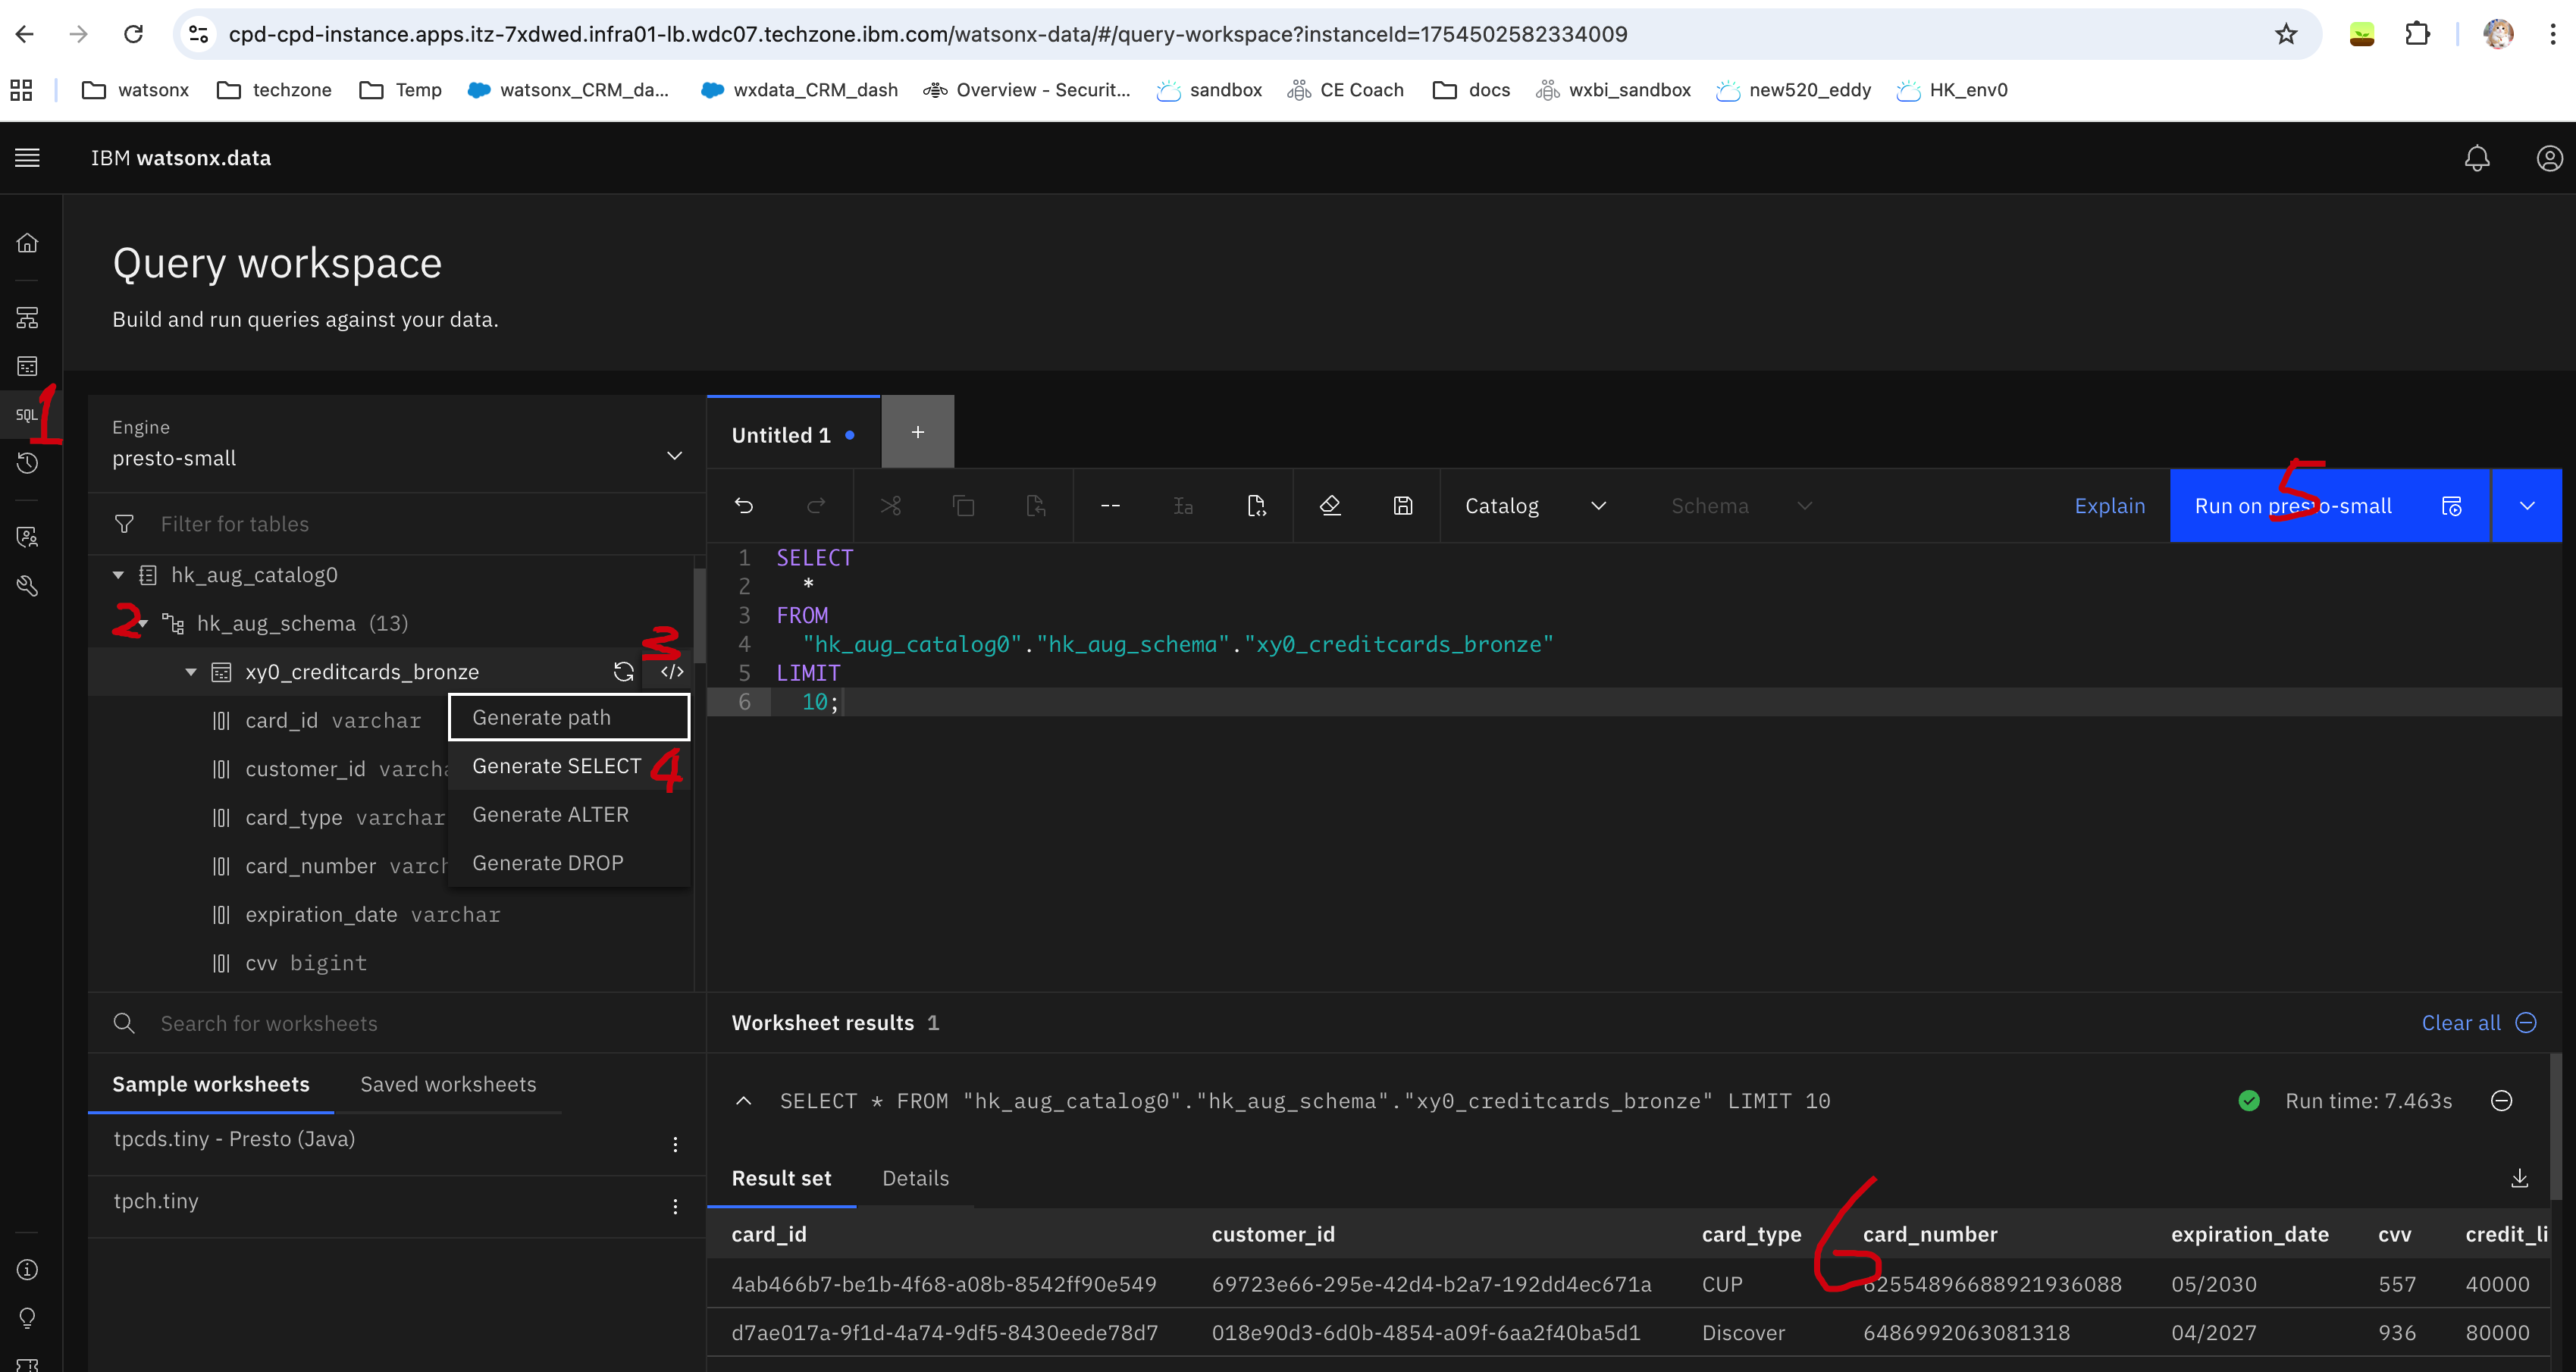 cpd-cpd-instance.apps.itz-7xdwed.infra01-lb.wdc07.techzone.ibm.com/watsonx-data/#/query-workspace?instanceId=1754502582334009
watsonx techzone Temp watsonx_CRM_da... wxdata_CRM_dash Overview - Securit... sandbox CE Coach docs wxbi_sandbox new520_eddy HK_env0
IBM watsonx.data
Query workspace
Build and run queries against your data.
SQL 1
Engine
presto-small
Filter for tables
hk_aug_catalog0
2 hk_aug_schema (13)
3
xy0_creditcards_bronze </>
card_id varchar
customer_id varcha
card_type varchar
card_number varch
expiration_date varchar
cvv bigint
Generate path
Generate SELECT 4
Generate ALTER
Generate DROP
Search for worksheets
Sample worksheets Saved worksheets
tpcds.tiny - Presto (Java)
tpch.tiny
Untitled 1 +
Catalog Schema Explain Run on presto-small 5
1 SELECT
2 *
3 FROM
4 "hk_aug_catalog0"."hk_aug_schema"."xy0_creditcards_bronze"
5 LIMIT
6 10;
Worksheet results 1 Clear all
SELECT * FROM "hk_aug_catalog0"."hk_aug_schema"."xy0_creditcards_bronze" LIMIT 10 Run time: 7.463s
Result set Details
6
card_id customer_id card_type card_number expiration_date cvv credit_li
4ab466b7-be1b-4f68-a08b-8542ff90e549 69723e66-295e-42d4-b2a7-192dd4ec671a CUP 62554896688921936088 05/2030 557 40000
d7ae017a-9f1d-4a74-9df5-8430eede78d7 018e90d3-6d0b-4854-a09f-6aa2f40ba5d1 Discover 6486992063081318 04/2027 936 80000